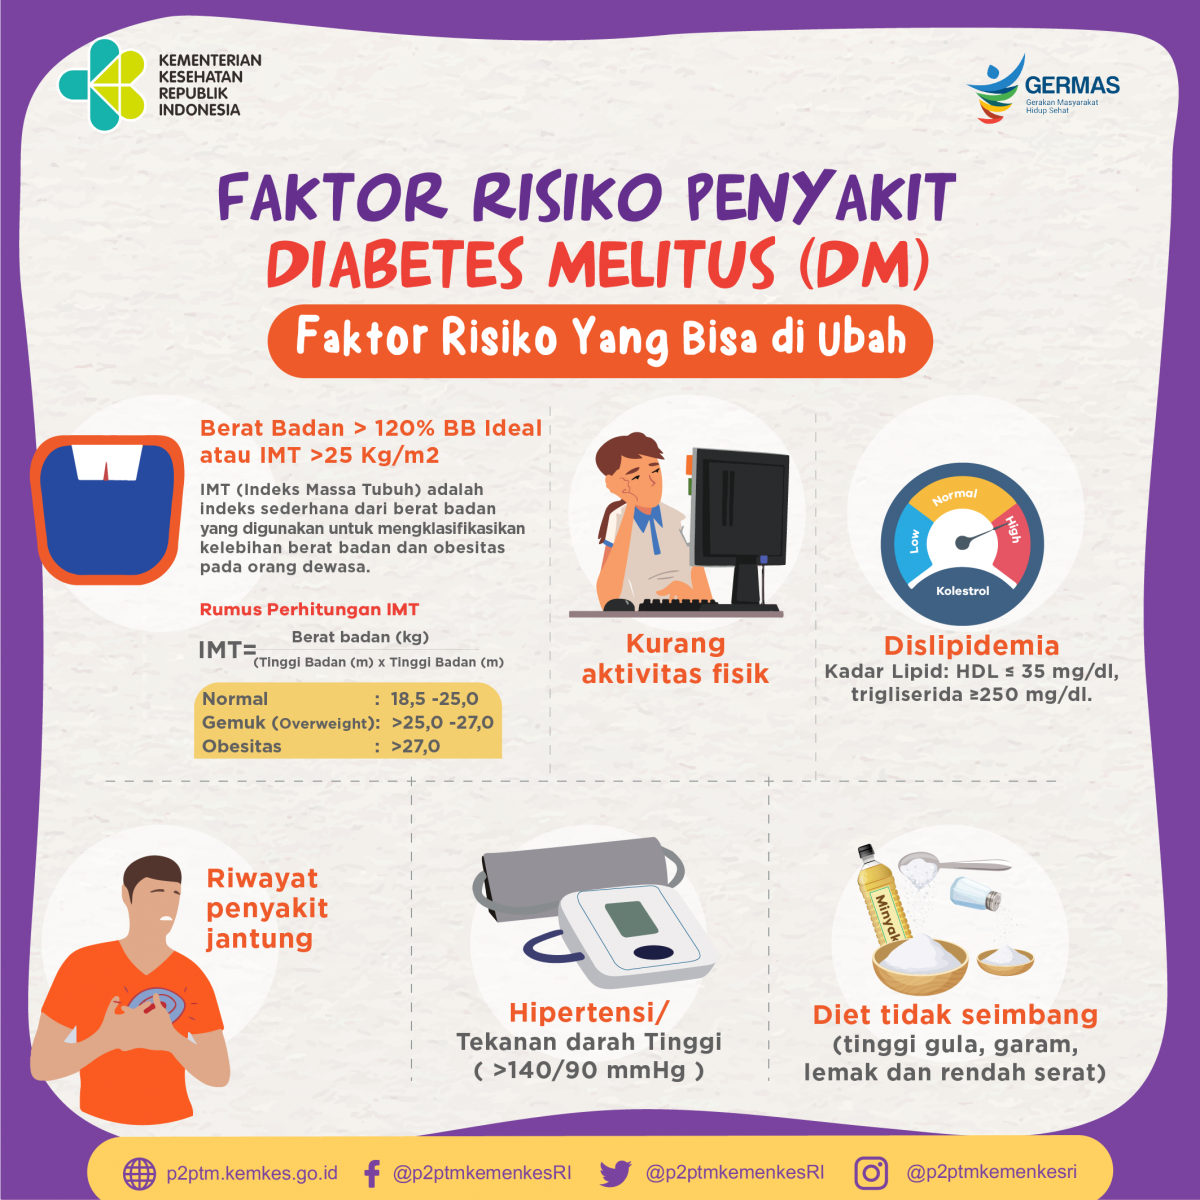 KEMENTERIAN
KESEHATAN
REPUBLIK
INDONESIA
GERMAS
Gerakan Masyarakat
Hidup Sehat
FAKTOR RISIKO PENYAKIT
DIABETES MELITUS (DM)
Faktor Risiko Yang Bisa di Ubah
Berat Badan > 120% BB Ideal
atau IMT >25 Kg/m2
IMT (Indeks Massa Tubuh) adalah
indeks sederhana dari berat badan
yang digunakan untuk mengklasifikasikan
kelebihan berat badan dan obesitas
pada orang dewasa.
Rumus Perhitungan IMT
IMT=
Berat badan (kg)
(Tinggi Badan (m) x Tinggi Badan (m)
Normal : 18,5 -25,0
Gemuk (Overweight): >25,0 -27,0
Obesitas : >27,0
Kurang
aktivitas fisik
Low
Normal
High
Kolestrol
Dislipidemia
Kadar Lipid: HDL ≤ 35 mg/dl,
trigliserida ≥250 mg/dl.
Riwayat
penyakit
jantung
Hipertensi/
Tekanan darah Tinggi
( >140/90 mmHg )
Minyak
Diet tidak seimbang
(tinggi gula, garam,
lemak dan rendah serat)
p2ptm.kemkes.go.id
@p2ptmkemenkesRI
@p2ptmkemenkesRI
@p2ptmkemenkesri